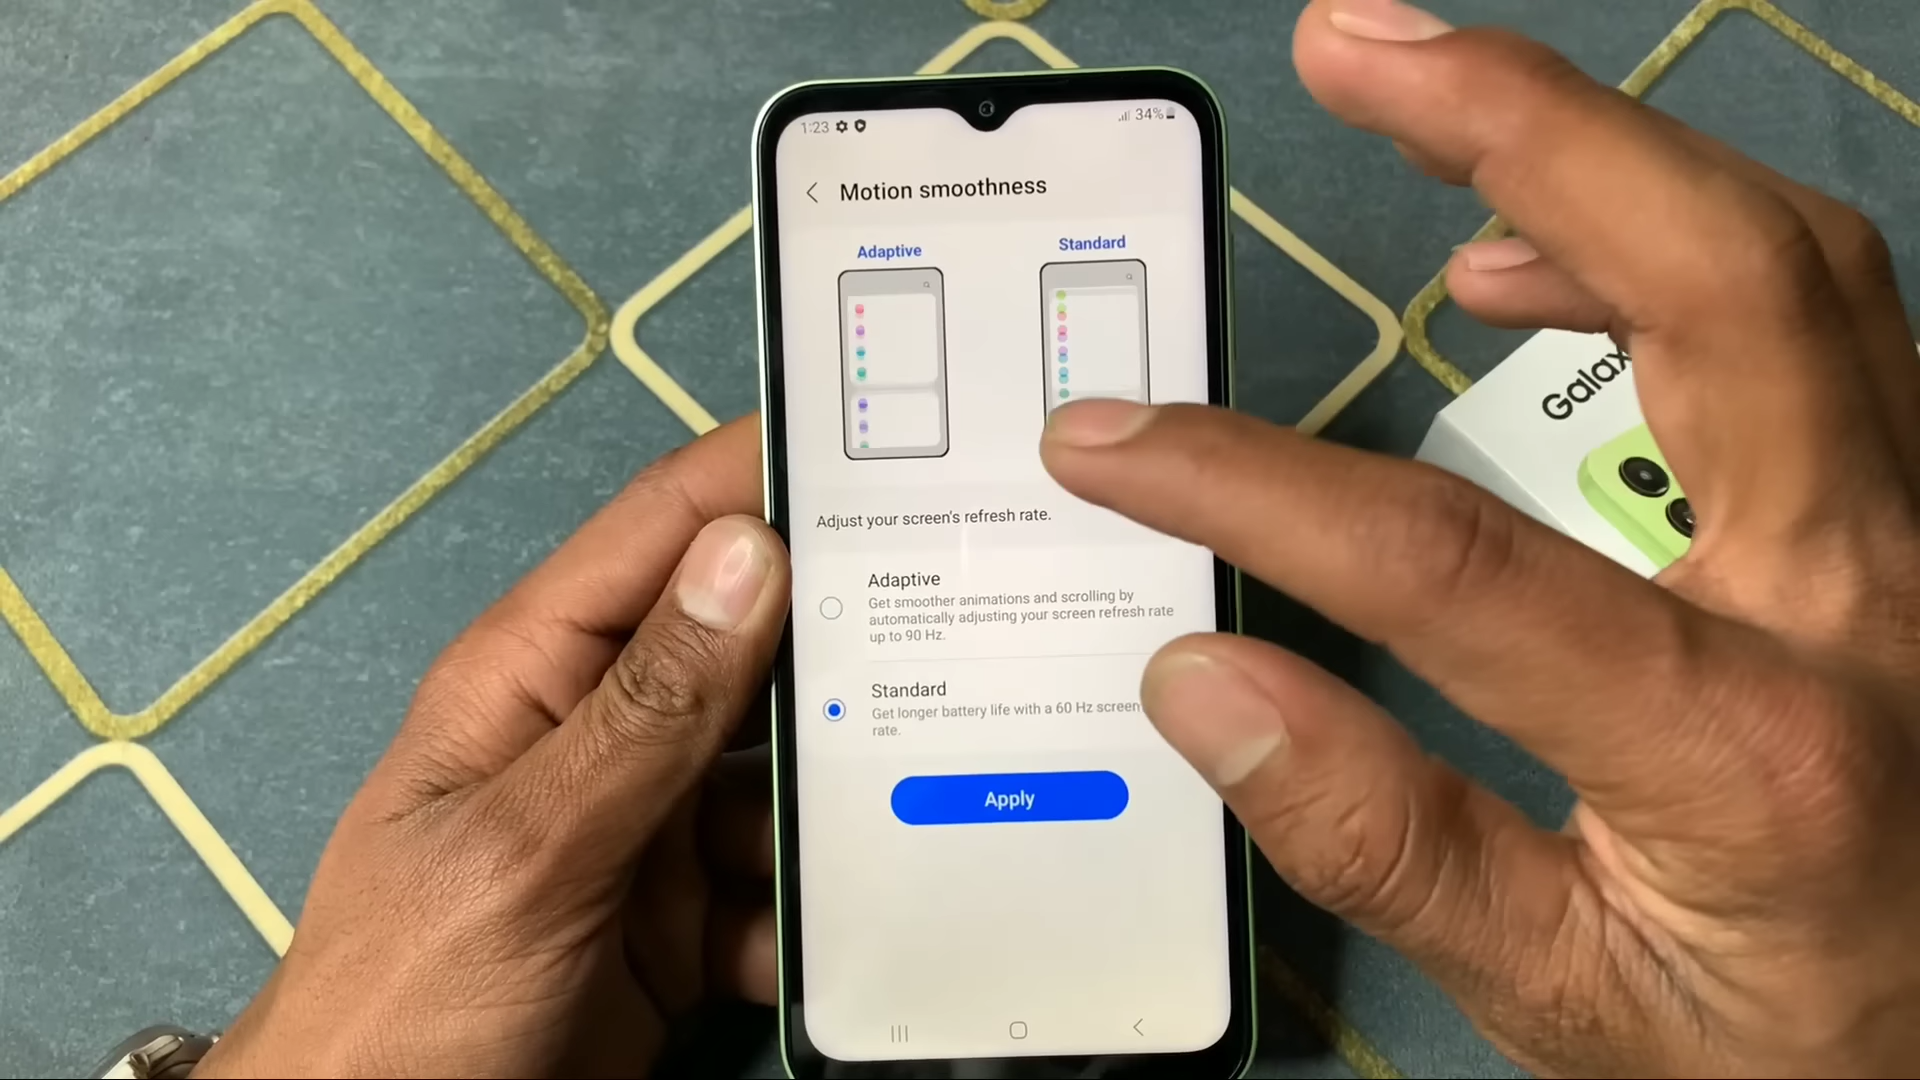 1:23
34%
Motion smoothness
Adaptive
Standard
Adjust your screen's refresh rate.
Adaptive
Get smoother animations and scrolling by
automatically adjusting your screen refresh rate
up to 90 Hz.
Standard
Get longer battery life with a 60 Hz screen
rate.
Apply
Galax